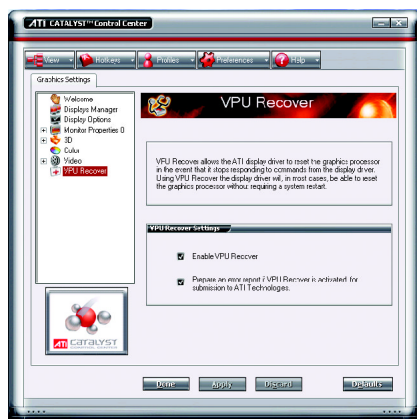 ATI CATALYST™ Control Center
View
Hotkeys
Profiles
Preferences
Help
Graphics Settings
Welcome
Displays Manager
Display Options
Monitor Properties 0
3D
Color
Video
VPU Recover
VPU Recover
VPU Recover allows the ATI display driver to reset the graphics processor
in the event that it stops responding to commands from the display driver.
Using VPU Recover the display driver will, in most cases, be able to reset
the graphics processor without requiring a system restart.
VPU Recover Settings
Enable VPU Recover
Prepare an error report if VPU Recover is activated for
submission to ATI Technologies.
ATI CATALYST
CONTROL CENTER
Done
Apply
Discard
Defaults